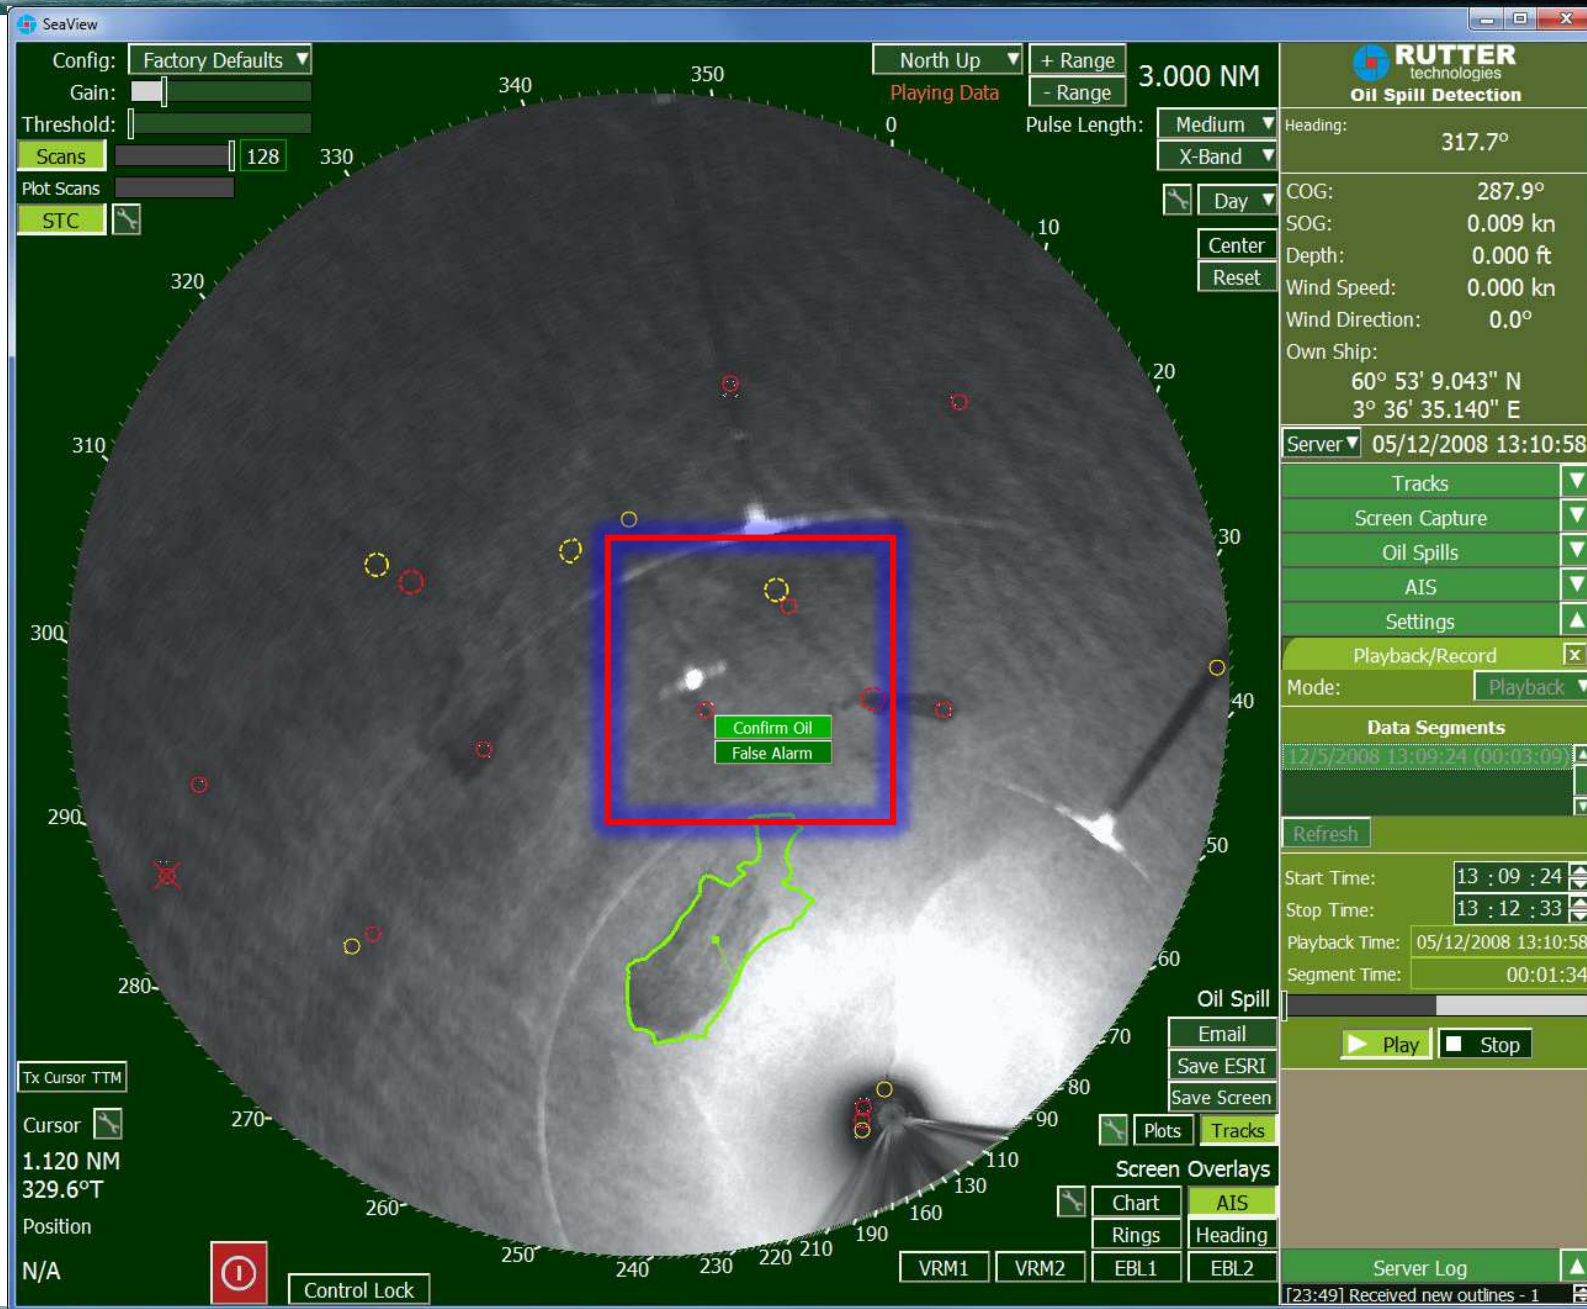 SeaView
Config: Factory Defaults
Gain:
Threshold:
Scans 128
Plot Scans
STC
North Up
Playing Data
+ Range
- Range
3.000 NM
Pulse Length: Medium
X-Band
Day
Center
Reset
340
350
0
330
10
320
20
310
30
300
40
290
50
280
60
270
70
80
90
260
110
130
250
160
240
230
220
210
190
Confirm Oil
False Alarm
Tx Cursor TTM
Cursor
1.120 NM
329.6°T
Position
N/A
Control Lock
Oil Spill
Email
Save ESRI
Save Screen
Plots Tracks
Screen Overlays
Chart AIS
Rings Heading
VRM1 VRM2 EBL1 EBL2
RUTTER
technologies
Oil Spill Detection
Heading:
317.7°
COG: 287.9°
SOG: 0.009 kn
Depth: 0.000 ft
Wind Speed: 0.000 kn
Wind Direction: 0.0°
Own Ship:
60° 53' 9.043" N
3° 36' 35.140" E
Server 05/12/2008 13:10:58
Tracks
Screen Capture
Oil Spills
AIS
Settings
Playback/Record
Mode: Playback
Data Segments
12/5/2008 13:09:24 (00:03:09)
Refresh
Start Time: 13 : 09 : 24
Stop Time: 13 : 12 : 33
Playback Time: 05/12/2008 13:10:58
Segment Time: 00:01:34
Play Stop
Server Log
[23:49] Received new outlines - 1